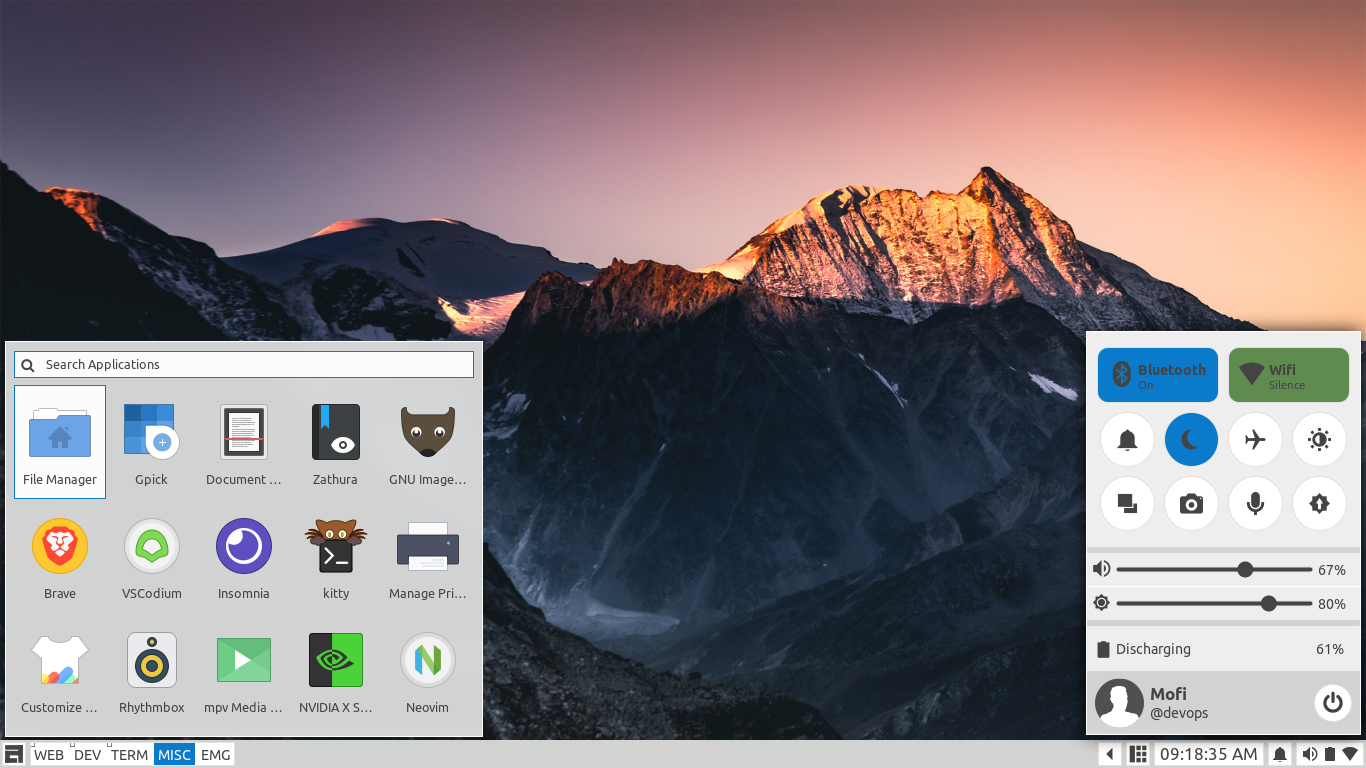 Search Applications
File Manager
Gpick
Document ...
Zathura
GNU Image...
Brave
VSCodium
Insomnia
kitty
Manage Pri...
Customize ...
Rhythmbox
mpv Media ...
NVIDIA X S...
Neovim
Bluetooth
On
Wifi
Silence
67%
80%
Discharging 61%
Mofi
@devops
WEB DEV TERM MISC EMG
09:18:35 AM